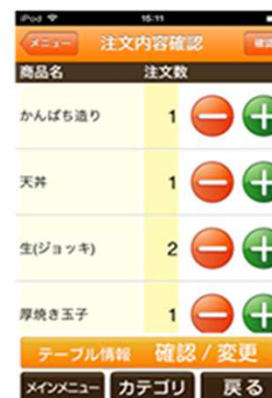 iPod 15:11
メニュー 注文内容確認 確認
商品名 注文数
かんぱち造り 1
天丼 1
生(ジョッキ) 2
厚焼き玉子 1
テーブル情報 確認 / 変更
メインメニュー カテゴリ 戻る